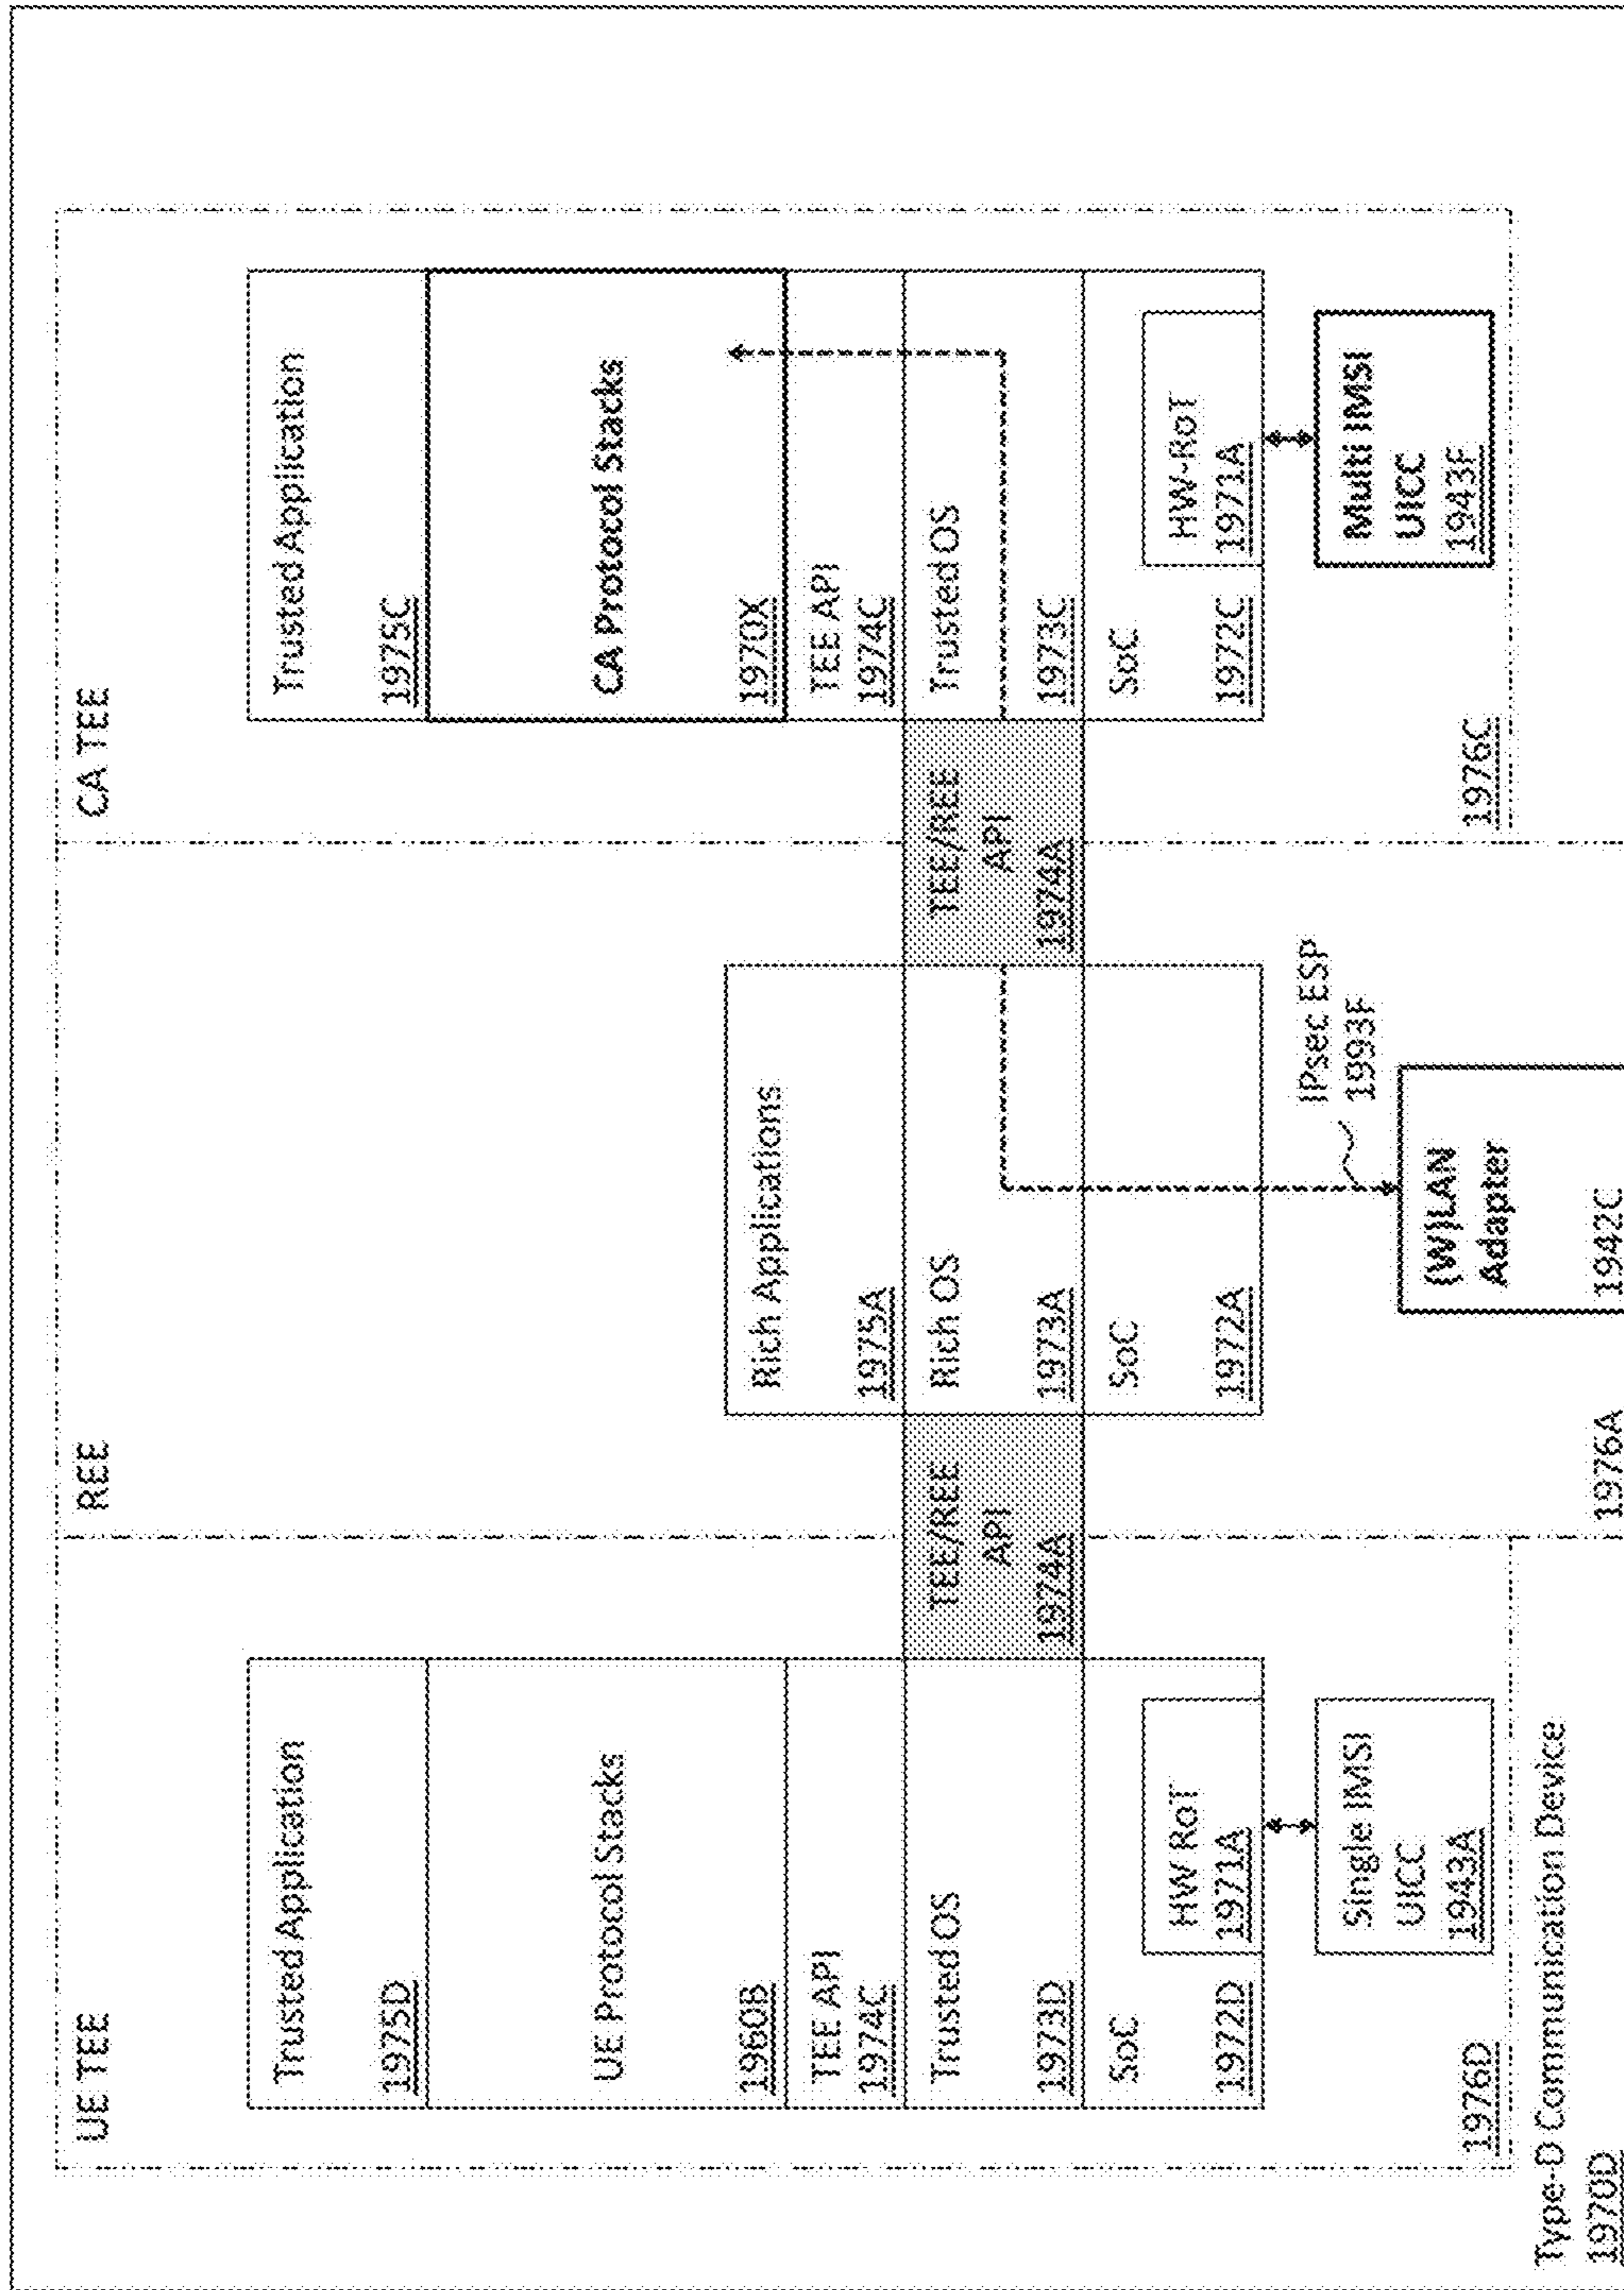 UE TEE
Trusted Application
1975D
UE Protocol Stacks
1960B
TEE API
1974C
Trusted OS
1973D
SoC
1972D
HW RoT
1971A
Single IMSI
UICC
1943A
1976D
TEE/REE
API
1974A
REE
Rich Applications
1975A
Rich OS
1973A
SoC
1972A
IPsec ESP
1993F
(W)LAN
Adapter
1942C
1976A
TEE/REE
API
1974A
CA TEE
Trusted Application
1975C
CA Protocol Stacks
1970X
TEE API
1974C
Trusted OS
1973C
SoC
1972C
HW-RoT
1971A
Multi IMSI
UICC
1943F
1976C
Type-D Communication Device
1970D